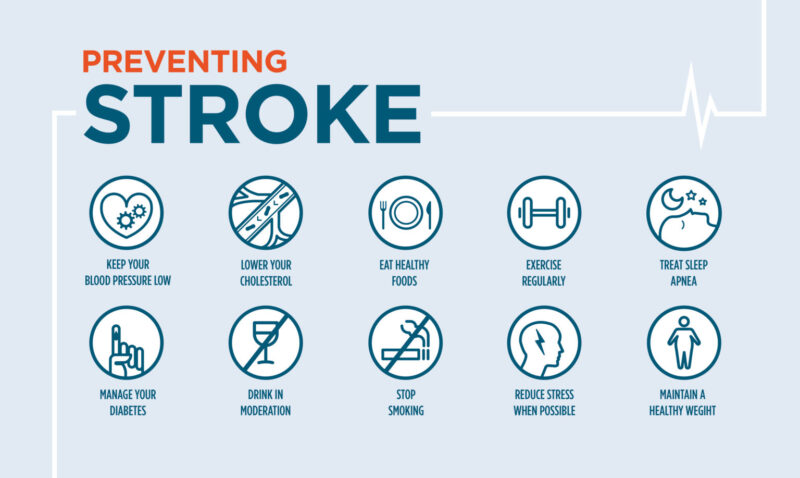 PREVENTING
STROKE
KEEP YOUR
BLOOD PRESSURE LOW
LOWER YOUR
CHOLESTEROL
EAT HEALTHY
FOODS
EXERCISE
REGULARLY
TREAT SLEEP
APNEA
MANAGE YOUR
DIABETES
DRINK IN
MODERATION
STOP
SMOKING
REDUCE STRESS
WHEN POSSIBLE
MAINTAIN A
HEALTHY WEGIHT